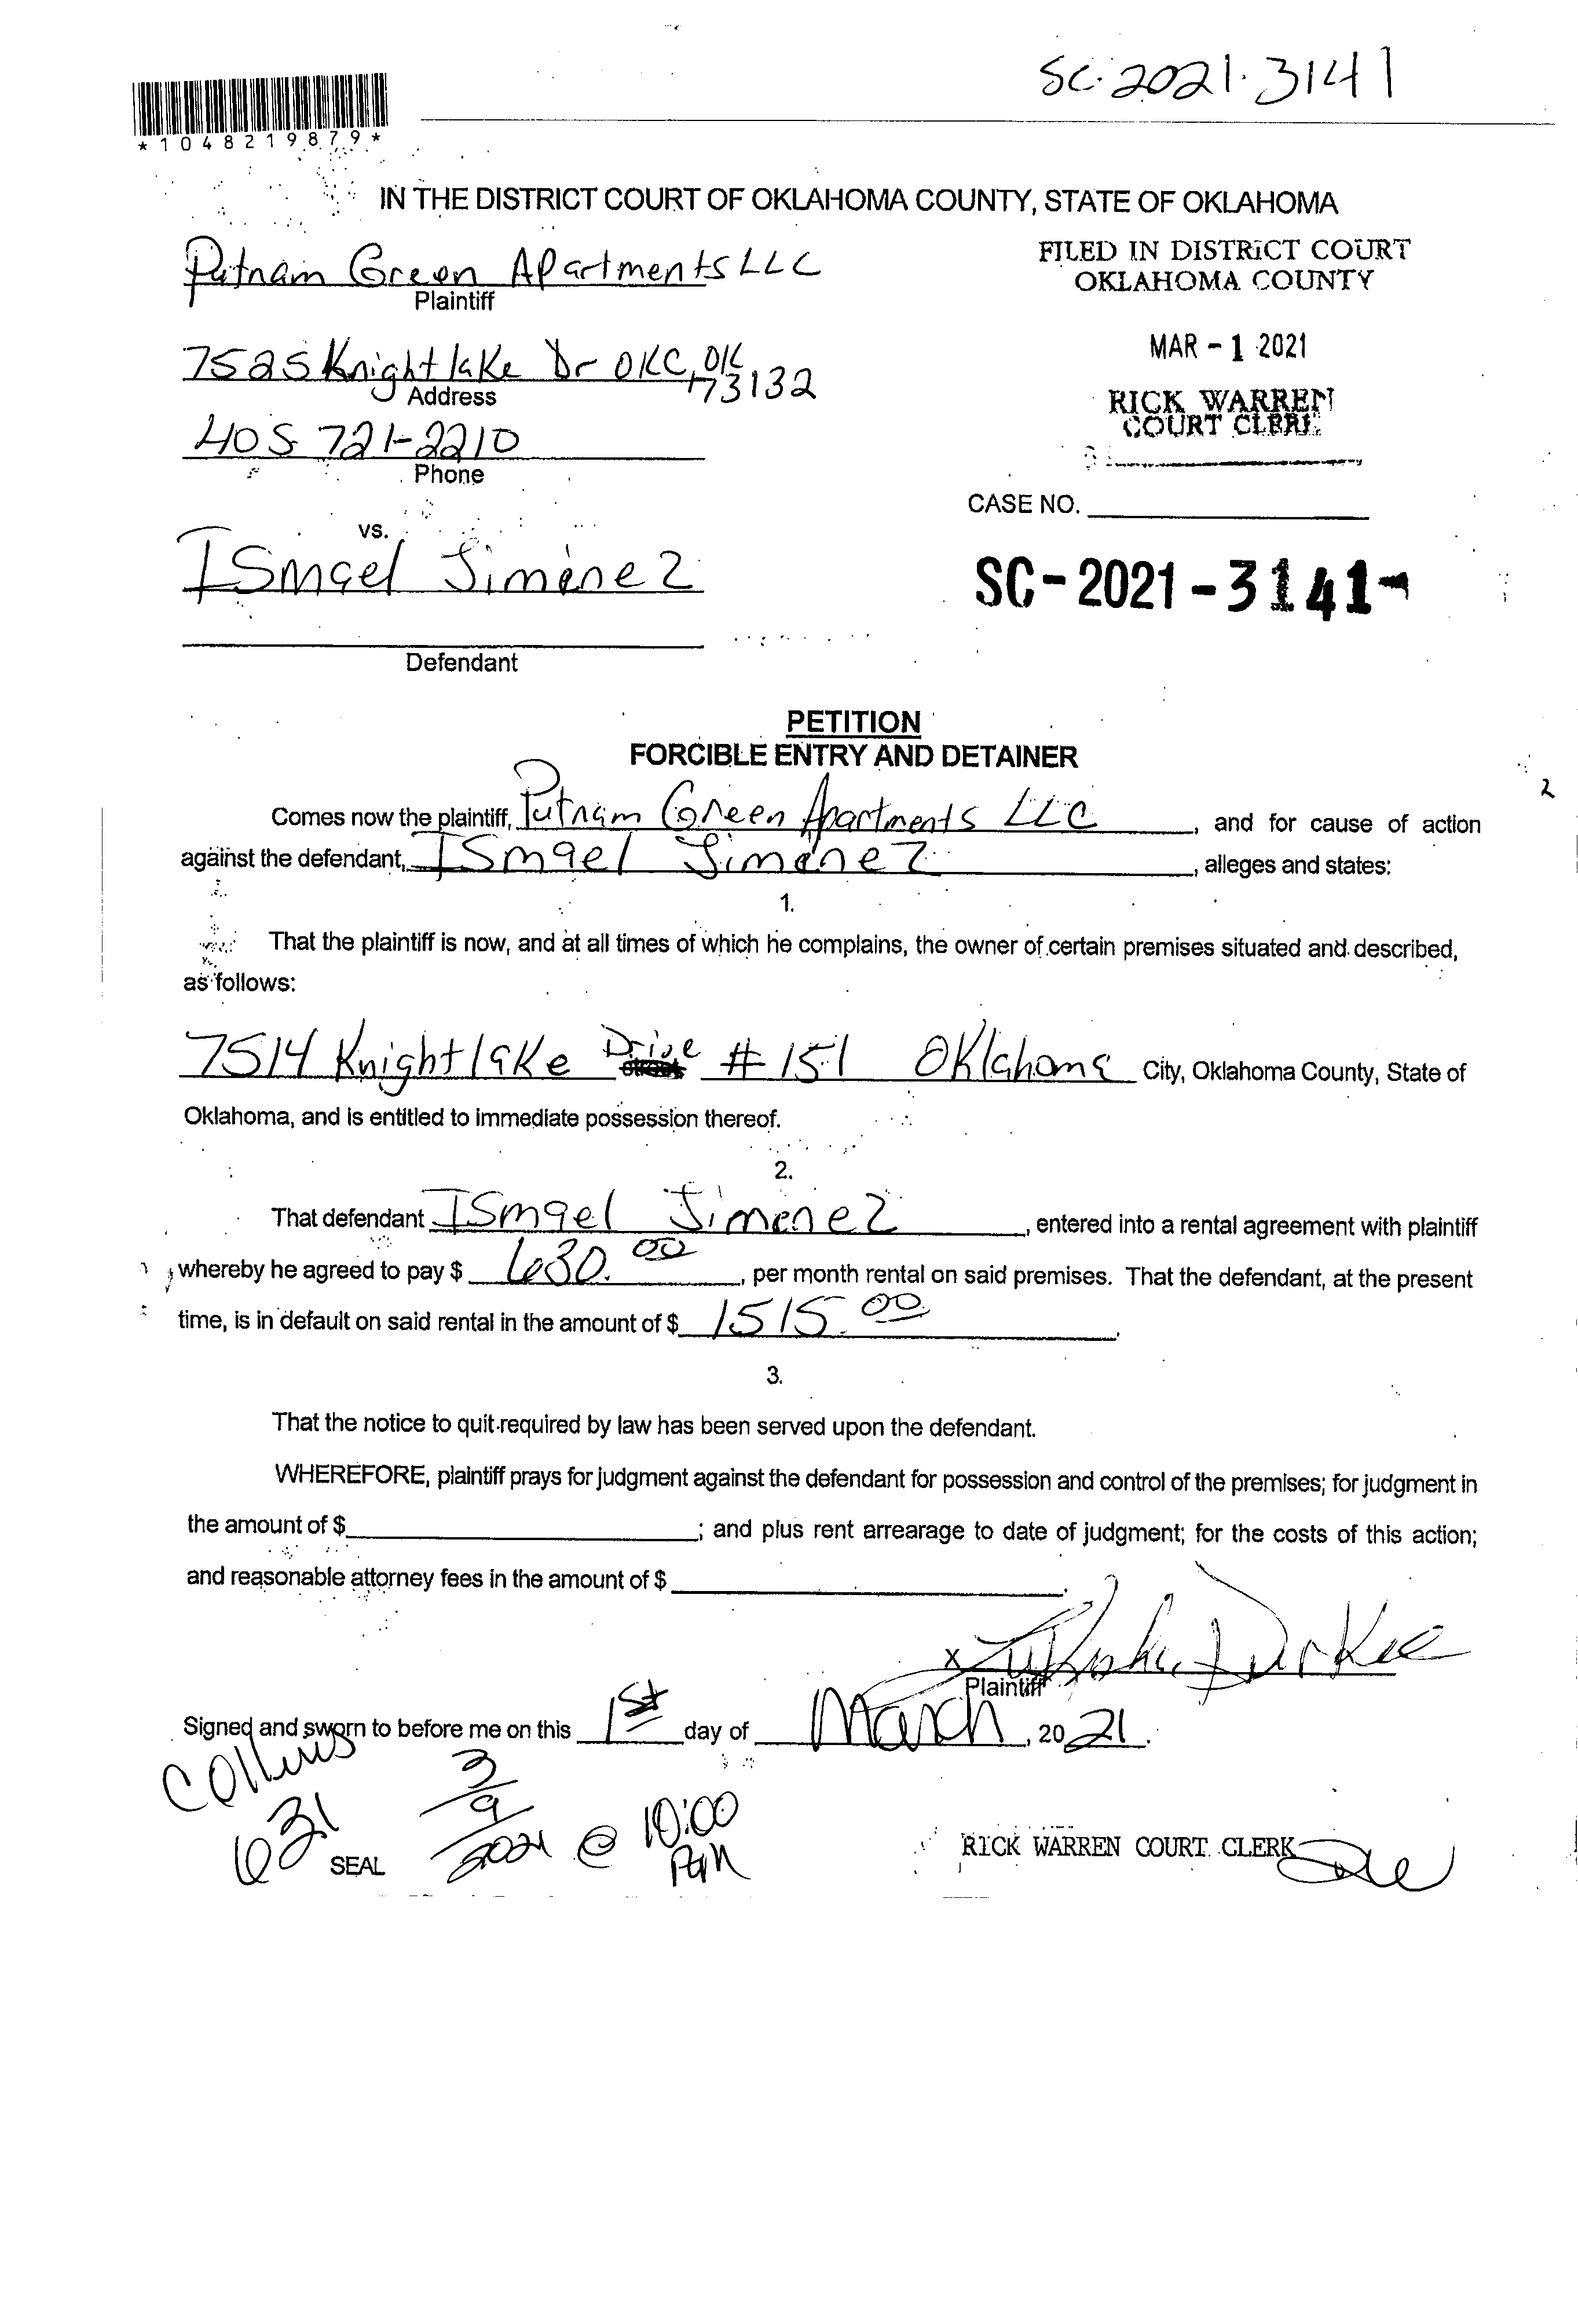 SC-2021-3141
*1048219879*
IN THE DISTRICT COURT OF OKLAHOMA COUNTY, STATE OF OKLAHOMA
Putnam Green Apartments LLC
Plaintiff
FILED IN DISTRICT COURT
OKLAHOMA COUNTY
7525 Knight lake Dr OKC, OK 73132
Address
MAR - 1 2021
RICK WARREN
COURT CLERK
405 721-2210
Phone
CASE NO.
vs.
Ismael Jimenez
SC-2021-3141-
Defendant
PETITION
FORCIBLE ENTRY AND DETAINER
2
Comes now the plaintiff, Putnam Green Apartments LLC, and for cause of action
against the defendant, Ismael Jimenez, alleges and states:
1.
That the plaintiff is now, and at all times of which he complains, the owner of certain premises situated and described,
as follows:
7514 Knight lake Drive # 151 Oklahoma City, Oklahoma County, State of
Oklahoma, and is entitled to immediate possession thereof.
2.
That defendant Ismael Jimenez, entered into a rental agreement with plaintiff
whereby he agreed to pay $ 630.00, per month rental on said premises. That the defendant, at the present
time, is in default on said rental in the amount of $ 1515.00.
3.
That the notice to quit required by law has been served upon the defendant.
WHEREFORE, plaintiff prays for judgment against the defendant for possession and control of the premises; for judgment in
the amount of $ ; and plus rent arrearage to date of judgment; for the costs of this action;
and reasonable attorney fees in the amount of $ .
X Durkee
Plaintiff
Signed and sworn to before me on this 1st day of March, 2021.
Collins
631 3/9/2021 @ 10:00
SEAL
RICK WARREN COURT CLERK